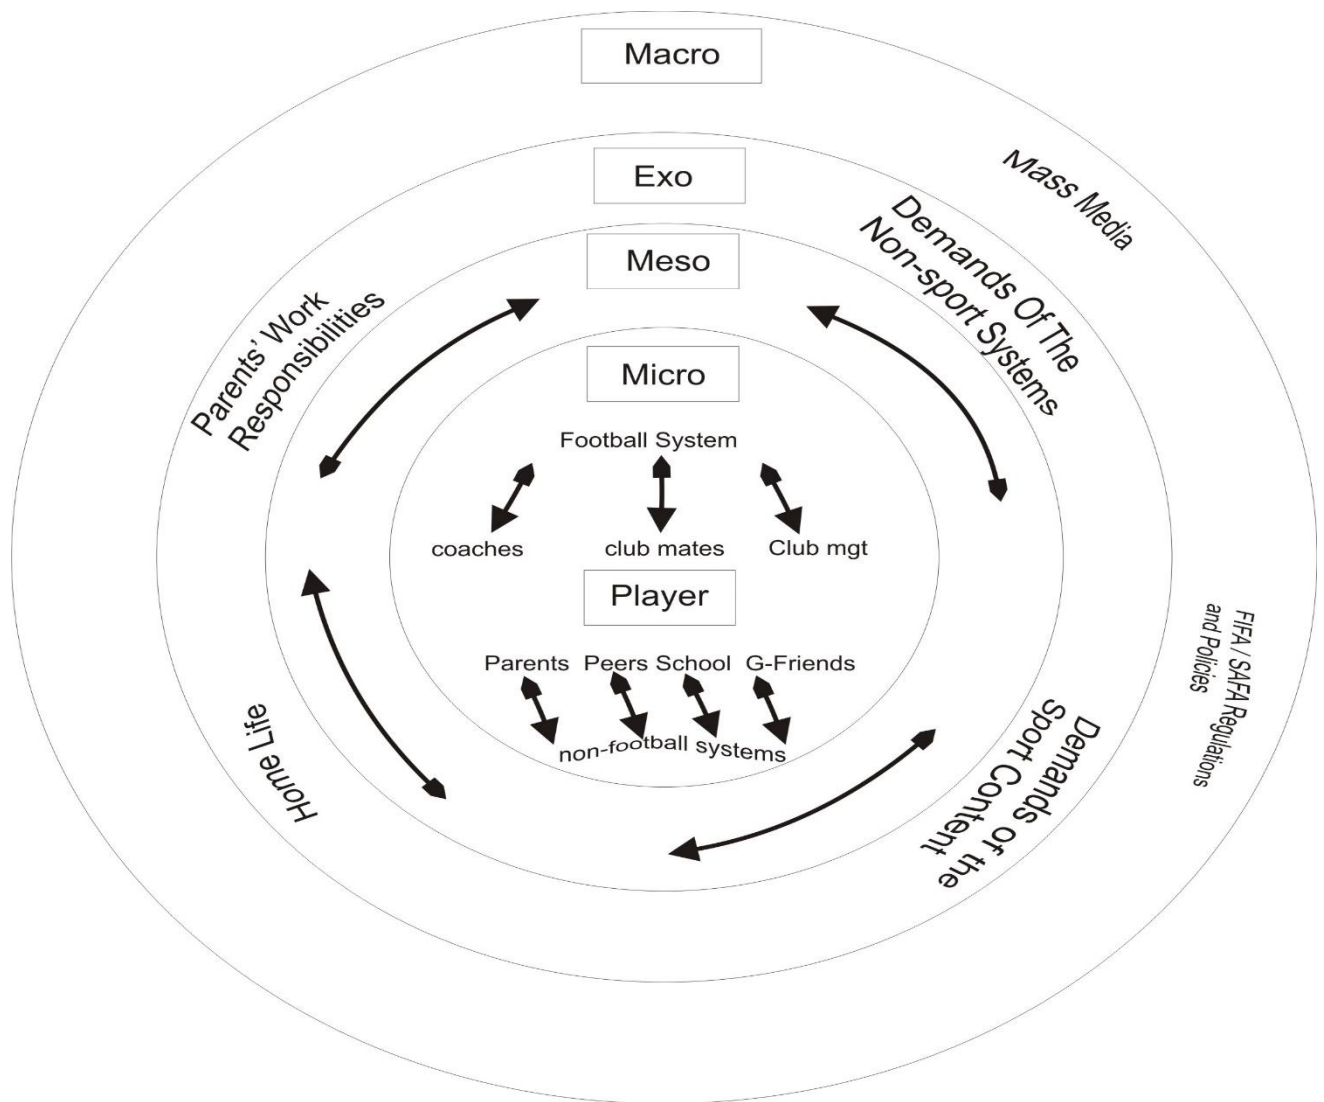 Macro
Mass Media
Exo
Demands Of The
Non-sport Systems
Meso
Parents' Work
Responsibilities
Micro
Football System
coaches
club mates
Club mgt
Player
Parents
Peers
School
G-Friends
non-football systems
Home Life
Demands of the
Sport Content
FIFA / SAFA Regulations
and Policies